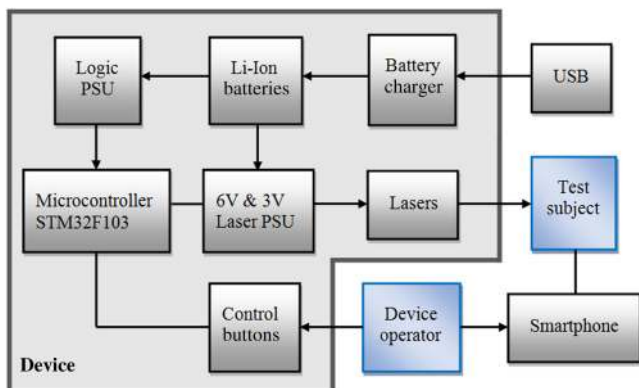 Logic
PSU
Li-Ion
batteries
Battery
charger
USB
Microcontroller
STM32F103
6V & 3V
Laser PSU
Lasers
Test
subject
Control
buttons
Device
operator
Smartphone
Device